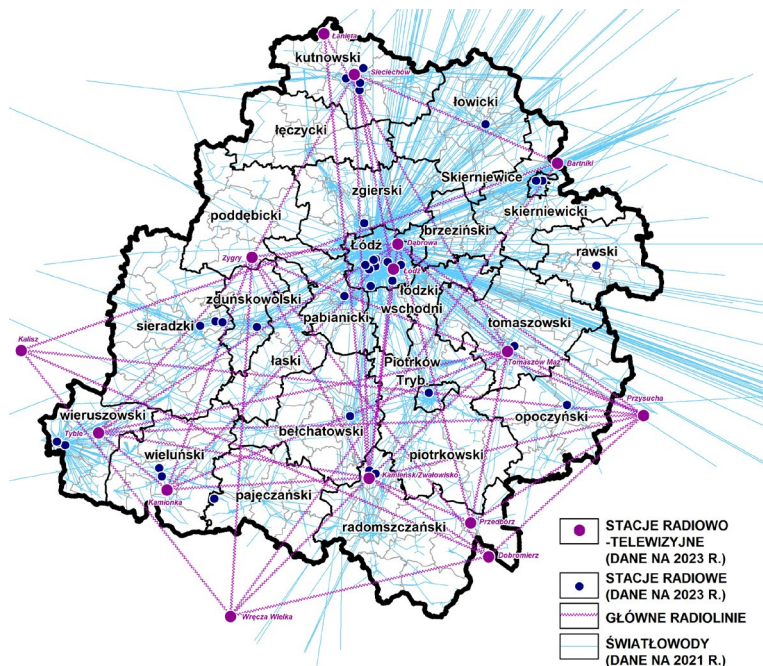 Łanięta
kutnowski
Sieciechów
łowicki
łęczycki
Bartniki
Skierniewice
zgierski
skierniewicki
poddębicki
brzeziński
Łódź
Dąbrowa
rawski
Zygry
Łódź
łódzki
wschodni
zduńskowolski
pabianicki
sieradzki
tomaszowski
Kalisz
łaski
Piotrków
Tryb.
Tomaszów Maz
wieruszowski
opoczyński
Przysucha
Tyble
bełchatowski
wieluński
piotrkowski
Kamieńsk/Zwałowisko
Kamionka
pajęczański
radomszczański
Przedbórz
Dobromierz
Wręcza Wielka
STACJE RADIOWO
-TELEWIZYJNE
(DANE NA 2023 R.)
STACJE RADIOWE
(DANE NA 2023 R.)
GŁÓWNE RADIOLINIE
ŚWIATŁOWODY
(DANE NA 2021 R.)